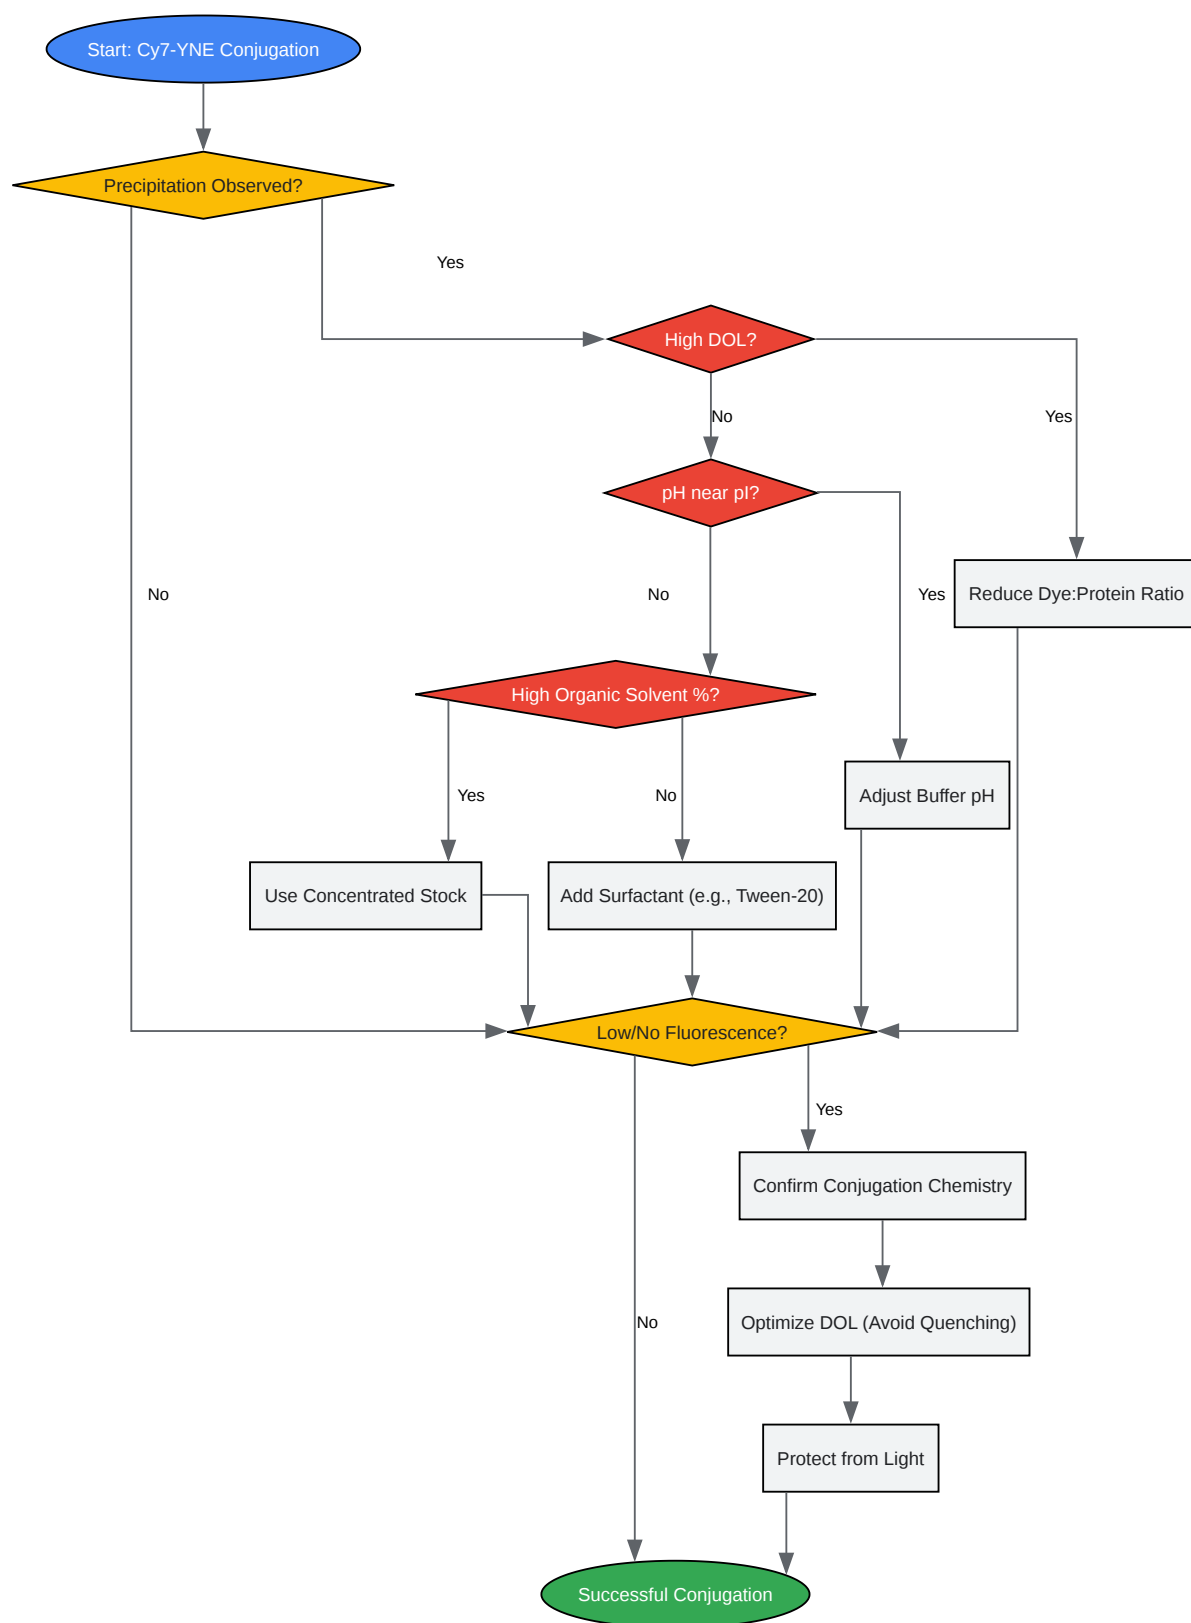 Start: Cy7-YNE Conjugation
Precipitation Observed?
Yes
High DOL?
No
Yes
pH near pI?
No
No
Yes
Reduce Dye:Protein Ratio
High Organic Solvent %?
Yes
No
Adjust Buffer pH
Use Concentrated Stock
Add Surfactant (e.g., Tween-20)
Low/No Fluorescence?
Yes
Confirm Conjugation Chemistry
No
Optimize DOL (Avoid Quenching)
Protect from Light
Successful Conjugation